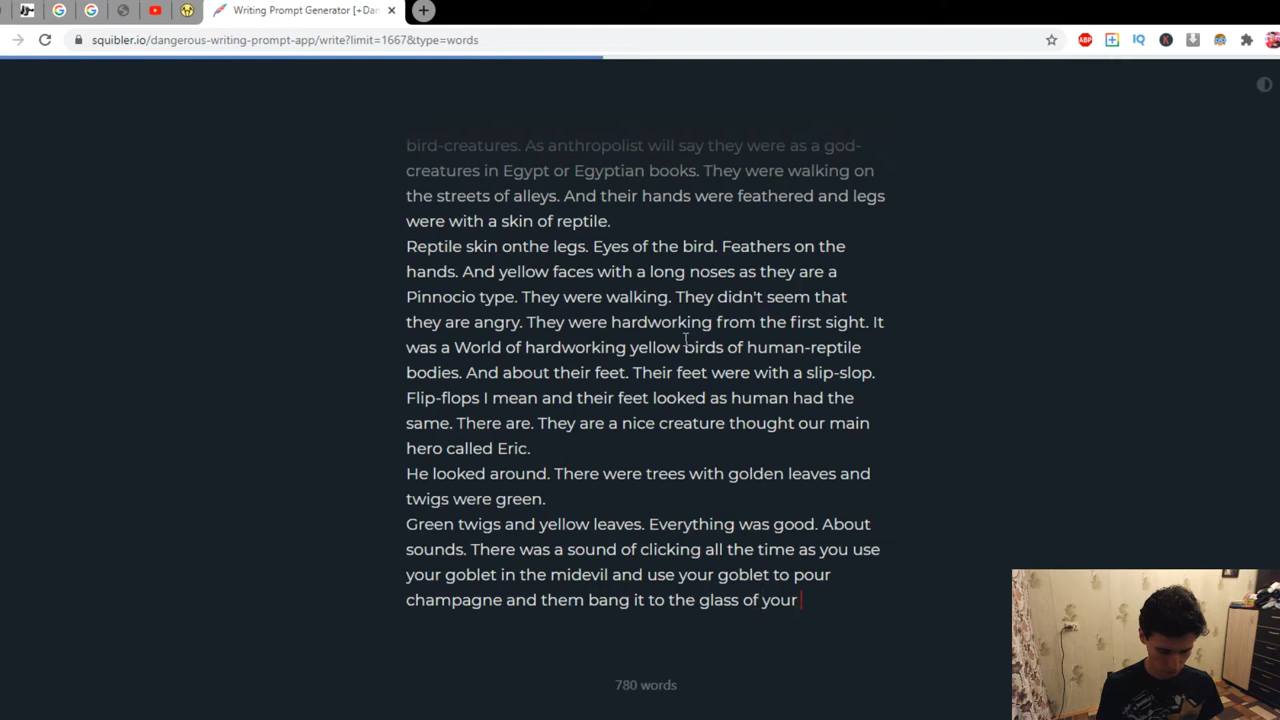 Writing Prompt Generator [+Dan
squibler.io/dangerous-writing-prompt-app/write?limit=1667&type=words
bird-creatures. As anthropolist will say they were as a god-
creatures in Egypt or Egyptian books. They were walking on
the streets of alleys. And their hands were feathered and legs
were with a skin of reptile.
Reptile skin onthe legs. Eyes of the bird. Feathers on the
hands. And yellow faces with a long noses as they are a
Pinnocio type. They were walking. They didn't seem that
they are angry. They were hardworking from the first sight. It
was a World of hardworking yellow birds of human-reptile
bodies. And about their feet. Their feet were with a slip-slop.
Flip-flops I mean and their feet looked as human had the
same. There are. They are a nice creature thought our main
hero called Eric.
He looked around. There were trees with golden leaves and
twigs were green.
Green twigs and yellow leaves. Everything was good. About
sounds. There was a sound of clicking all the time as you use
your goblet in the midevil and use your goblet to pour
champagne and them bang it to the glass of your
780 words